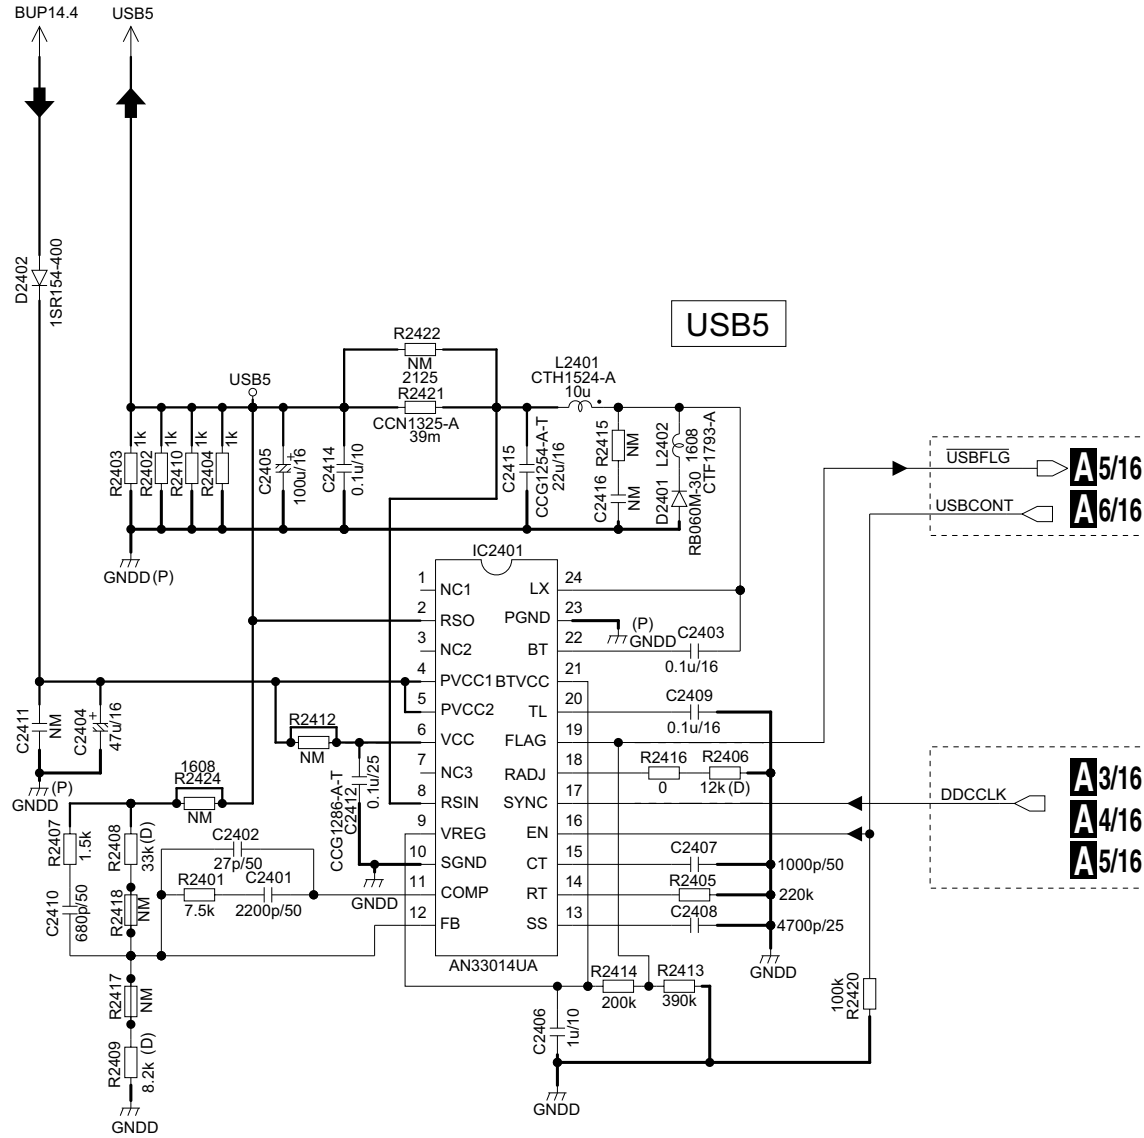 BUP14.4
USB5
D2402
1SR154-400
USB5
R2422
NM
2125
R2421
CCN1325-A
39m
L2401
CTH1524-A
10u
USB5
R2403
1k
R2402
1k
R2410
1k
R2404
1k
C2405
100u/16
+
C2414
0.1u/10
C2415
CCG1254-A-T
22u/16
R2415
NM
C2416
NM
L2402
1608
CTF1793-A
D2401
RB060M-30
GNDD (P)
USBFLG
A 5/16
USBCONT
A 6/16
IC2401
1 NC1
2 RSO
3 NC2
4 PVCC1
5 PVCC2
6 VCC
7 NC3
8 RSIN
9 VREG
10 SGND
11 COMP
12 FB
24 LX
23 PGND
22 BT
21 BTVCC
20 TL
19 FLAG
18 RADJ
17 SYNC
16 EN
15 CT
14 RT
13 SS
AN33014UA
(P)
GNDD
C2403
0.1u/16
C2409
0.1u/16
R2416
0
R2406
12k (D)
C2407
1000p/50
R2405
220k
C2408
4700p/25
GNDD
DDCCLK
A 3/16
A 4/16
A 5/16
C2411
NM
C2404
47u/16
+
GNDD (P)
R2412
NM
CCG1286-A-T
C2412
0.1u/25
GNDD
1608
R2424
NM
R2407
1.5k
R2408
33k (D)
C2402
27p/50
R2401
7.5k
C2401
2200p/50
C2410
680p/50
R2418
NM
R2417
NM
R2409
8.2k (D)
GNDD
R2414
200k
R2413
390k
C2406
1u/10
GNDD
100k
R2420